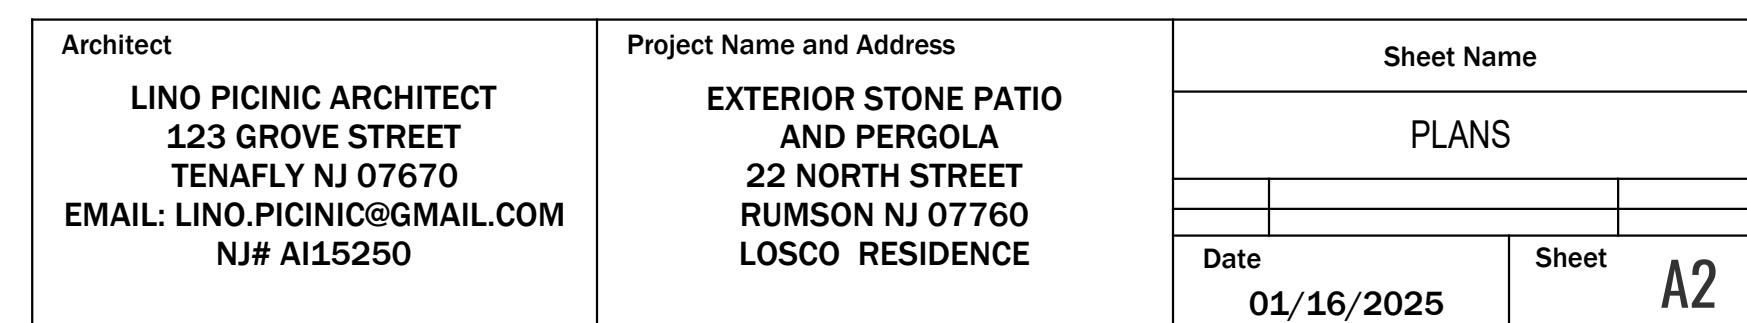 Architect
LINO PICINIC ARCHITECT
123 GROVE STREET
TENAFLY NJ 07670
EMAIL: LINO.PICINIC@GMAIL.COM
NJ# AI15250
Project Name and Address
EXTERIOR STONE PATIO
AND PERGOLA
22 NORTH STREET
RUMSON NJ 07760
LOSCO RESIDENCE
Sheet Name
PLANS
Date
01/16/2025
Sheet
A2